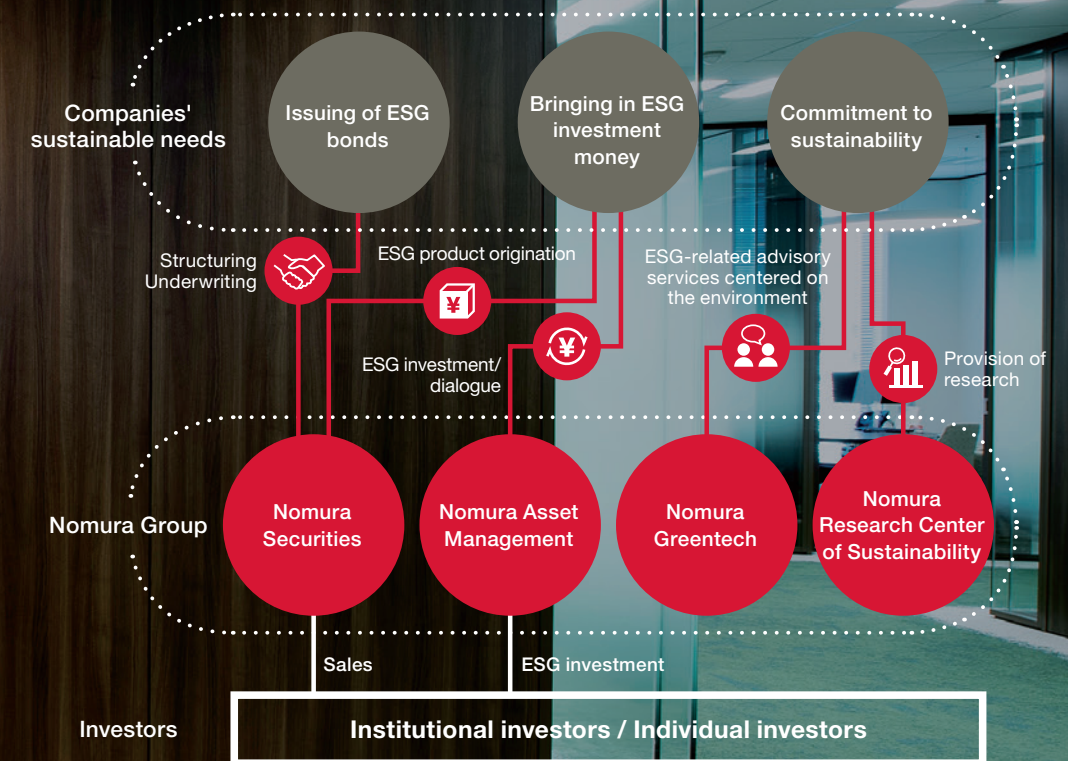 Companies'
sustainable needs
Issuing of ESG
bonds
Bringing in ESG
investment
money
Commitment to
sustainability
Structuring
Underwriting
ESG product origination
¥
ESG investment/
dialogue
¥
ESG-related advisory
services centered on
the environment
Provision of
research
Nomura Group
Nomura
Securities
Nomura Asset
Management
Nomura
Greentech
Nomura
Research Center
of Sustainability
Sales
ESG investment
Investors
Institutional investors / Individual investors